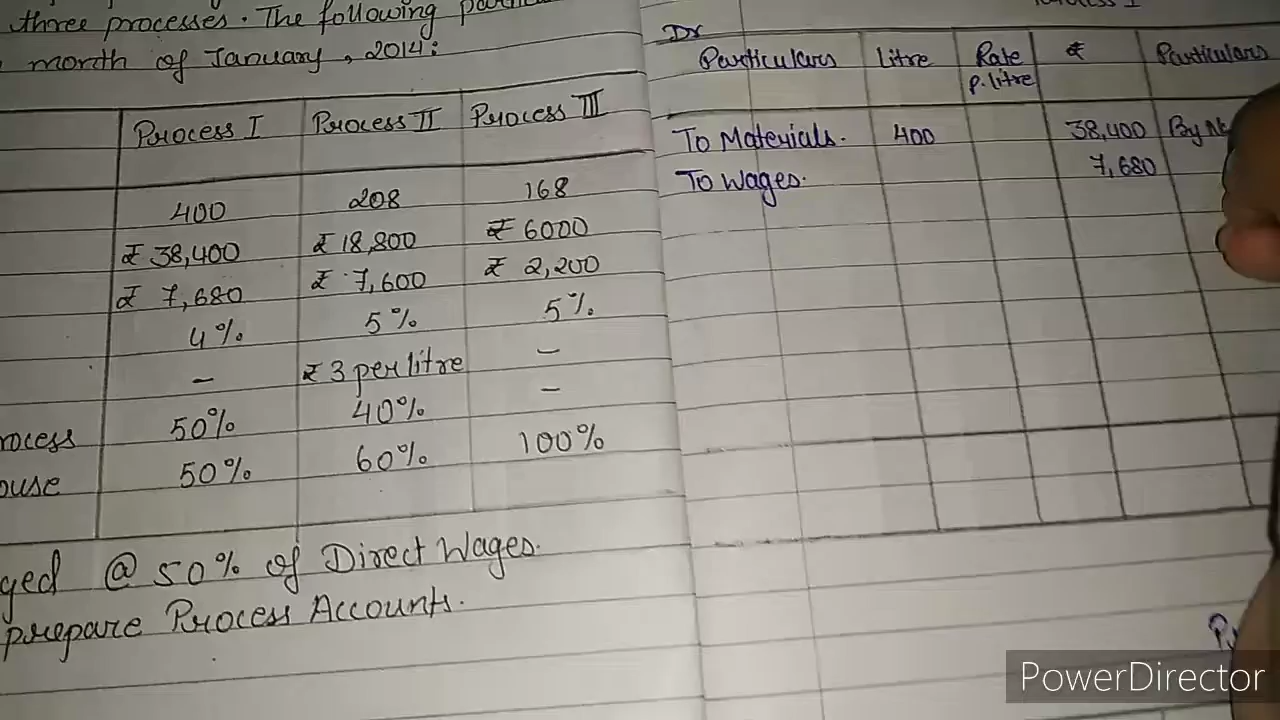 three processes. The following
month of January, 2014:
Process I Process II Process III
400 208 168
₹ 38,400 ₹ 18,800 ₹ 6000
₹ 7,680 ₹ 7,600 ₹ 2,200
4% 5% 5%
- ₹ 3 per litre -
rocess 50% 40% -
ouse 50% 60% 100%
ged @ 50% of Direct Wages.
prepare Process Accounts.
Dr
Particulars Litre Rate p.litre ₹ Particulars
To Materials. 400 38,400 By
To Wages. 7,680
PowerDirector